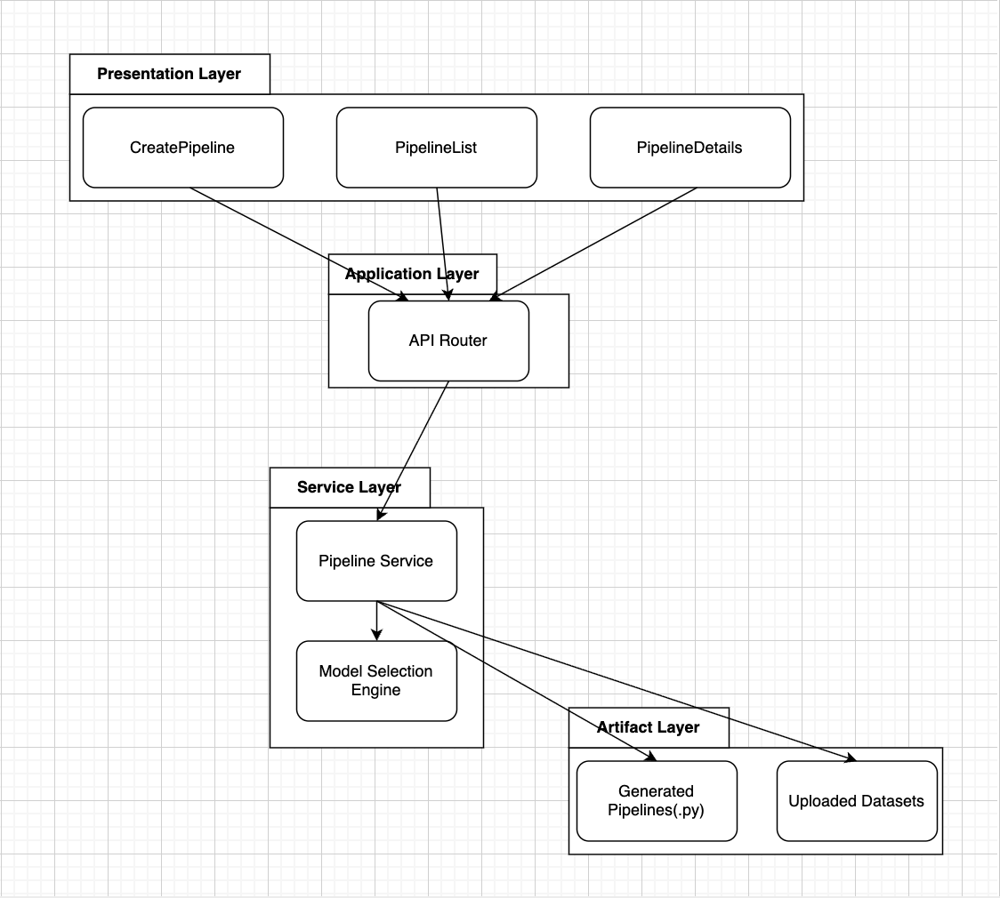 Presentation Layer
CreatePipeline
PipelineList
PipelineDetails
Application Layer
API Router
Service Layer
Pipeline Service
Model Selection
Engine
Artifact Layer
Generated
Pipelines(.py)
Uploaded Datasets